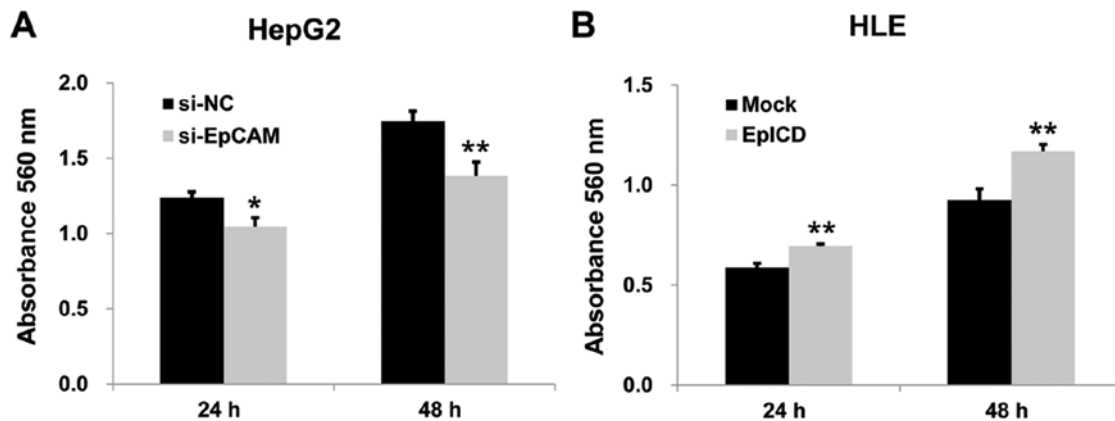 A
HepG2
Absorbance 560 nm
2.0
1.5
1.0
0.5
0.0
si-NC
si-EpCAM
*
**
24 h
48 h
B
HLE
Absorbance 560 nm
1.5
1.0
0.5
0.0
Mock
EpICD
**
**
24 h
48 h